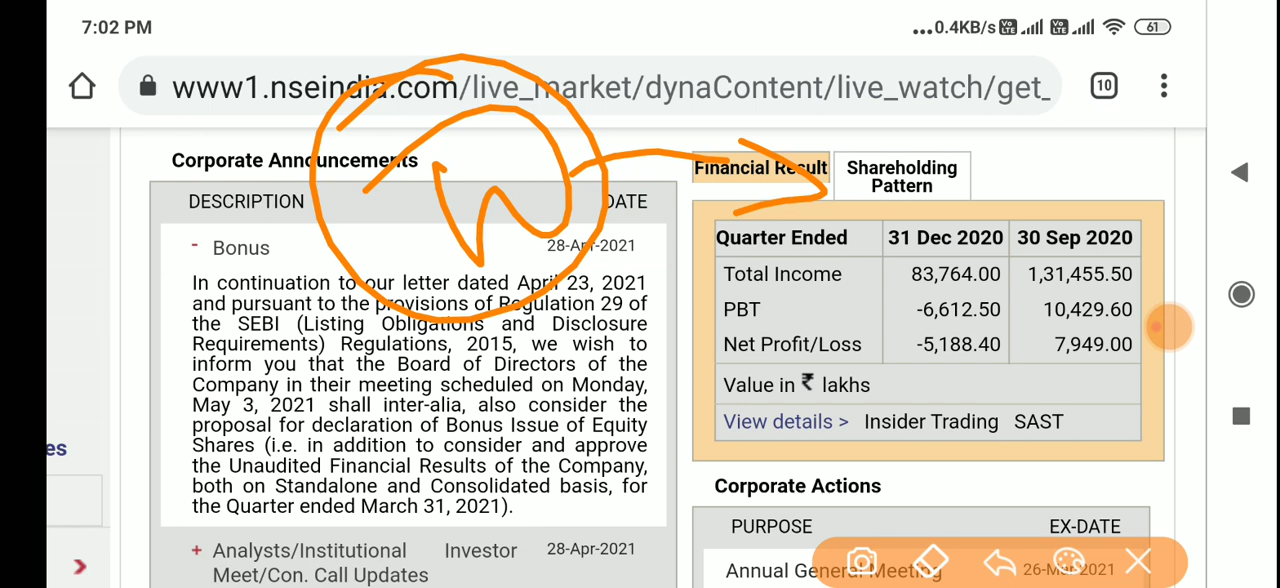 7:02 PM
...0.4KB/s
61
www1.nseindia.com/live_market/dynaContent/live_watch/get_
10
Corporate Announcements
DESCRIPTION
DATE
- Bonus
28-Apr-2021
In continuation to our letter dated April 23, 2021
and pursuant to the provisions of Regulation 29 of
the SEBI (Listing Obligations and Disclosure
Requirements) Regulations, 2015, we wish to
inform you that the Board of Directors of the
Company in their meeting scheduled on Monday,
May 3, 2021 shall inter-alia, also consider the
proposal for declaration of Bonus Issue of Equity
Shares (i.e. in addition to consider and approve
the Unaudited Financial Results of the Company,
both on Standalone and Consolidated basis, for
the Quarter ended March 31, 2021).
+ Analysts/Institutional Investor
Meet/Con. Call Updates
28-Apr-2021
es
Financial Result
Shareholding
Pattern
Quarter Ended 31 Dec 2020 30 Sep 2020
Total Income 83,764.00 1,31,455.50
PBT -6,612.50 10,429.60
Net Profit/Loss -5,188.40 7,949.00
Value in ₹ lakhs
View details > Insider Trading SAST
Corporate Actions
PURPOSE EX-DATE
Annual General Meeting 26-Mar-2021